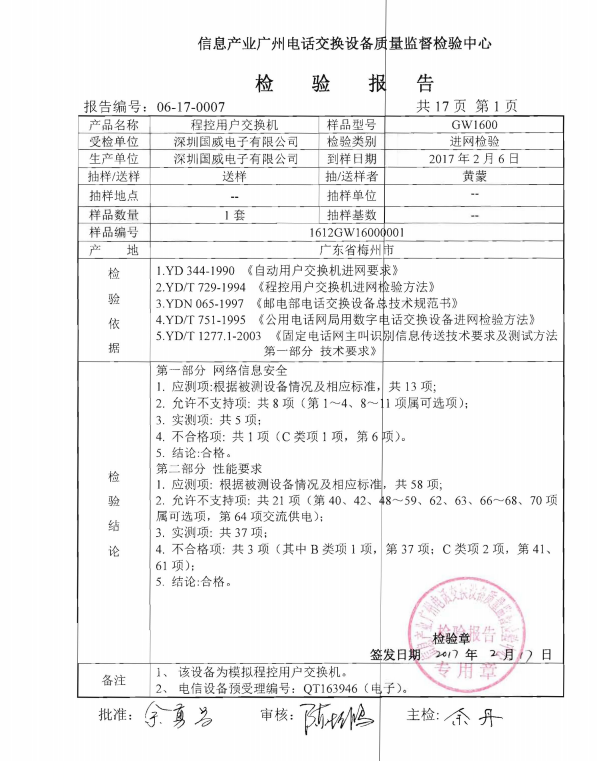 信息产业广州电话交换设备质量监督检验中心
检 验 报 告
报告编号: 06-17-0007 共 17 页 第 1 页
产品名称 程控用户交换机 样品型号 GW1600
受检单位 深圳国威电子有限公司 检验类别 进网检验
生产单位 深圳国威电子有限公司 到样日期 2017 年 2 月 6 日
抽样/送样 送样 抽/送样者 黄蒙
抽样地点 -- 抽样单位 --
样品数量 1 套 抽样基数 --
样品编号 1612GW16000001
产 地 广东省梅州市
检验依据
1.YD 344-1990 《自动用户交换机进网要求》
2.YD/T 729-1994 《程控用户交换机进网检验方法》
3.YDN 065-1997 《邮电部电话交换设备总技术规范书》
4.YD/T 751-1995 《公用电话网局用数字电话交换设备进网检验方法》
5.YD/T 1277.1-2003 《固定电话网主叫识别信息传送技术要求及测试方法
第一部分 技术要求》
检验结论
第一部分 网络信息安全
1. 应测项:根据被测设备情况及相应标准，共 13 项;
2. 允许不支持项: 共 8 项（第 1～4、8～11 项属可选项）;
3. 实测项: 共 5 项;
4. 不合格项: 共 1 项（C 类项 1 项，第 6 项）。
5. 结论:合格。
第二部分 性能要求
1. 应测项: 根据被测设备情况及相应标准，共 58 项;
2. 允许不支持项: 共 21 项（第 40、42、48～59、62、63、66～68、70 项
属可选项，第 64 项交流供电）;
3. 实测项: 共 37 项;
4. 不合格项: 共 3 项（其中 B 类项 1 项，第 37 项；C 类项 2 项，第 41、
61 项）;
5. 结论:合格。
检验报告
检验章
签发日期 2017 年 2 月 17 日
专用章
备注
1、 该设备为模拟程控用户交换机。
2、 电信设备预受理编号：QT163946（电子）。
批准: 审核: 主检: 余丹